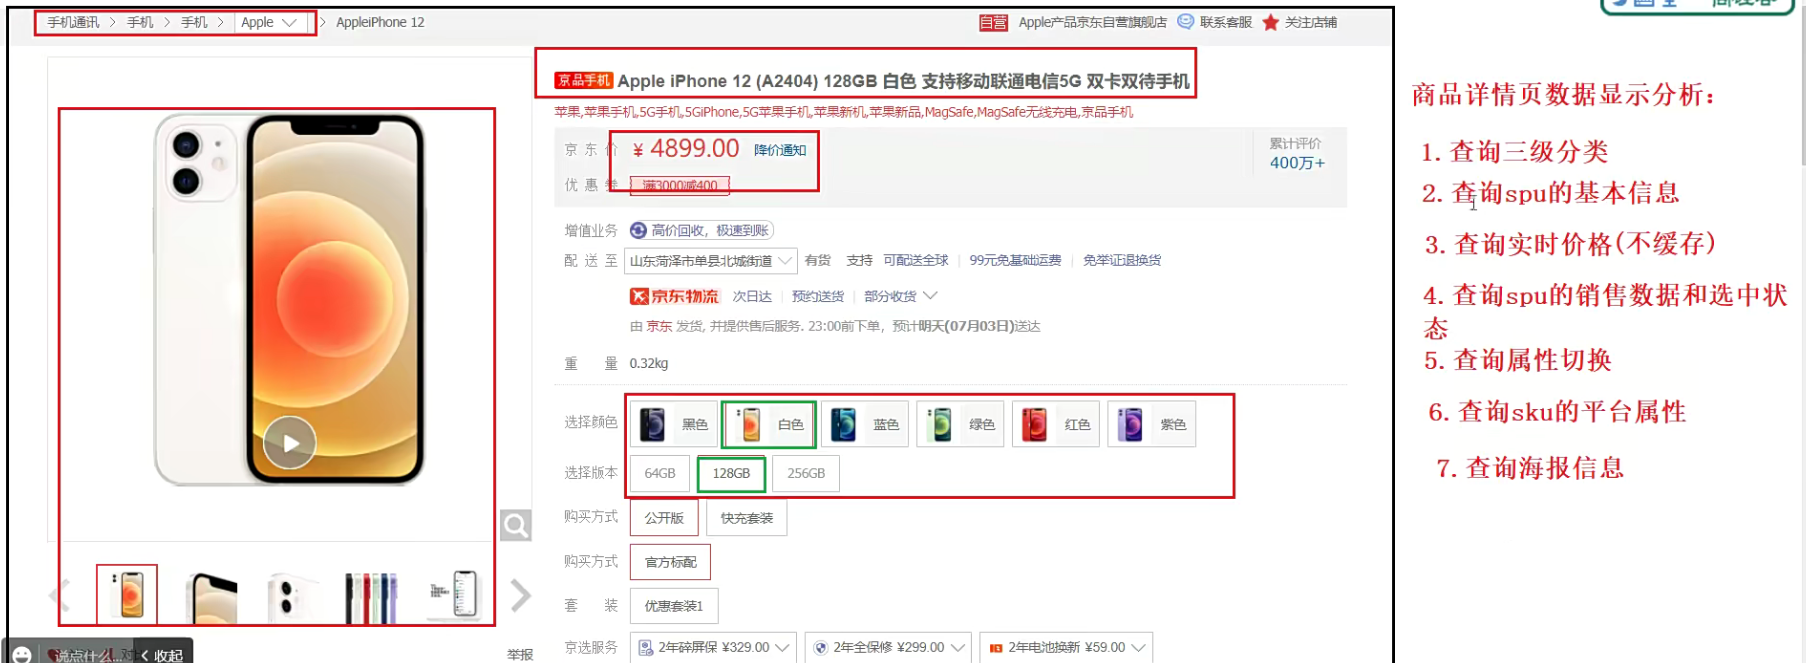 手机通讯 > 手机 > 手机 > Apple > AppleiPhone 12
自营 Apple产品京东自营旗舰店 联系客服 关注店铺
京品手机 Apple iPhone 12 (A2404) 128GB 白色 支持移动联通电信5G 双卡双待手机
苹果,苹果手机,5G手机,5GiPhone,5G苹果手机,苹果新机,苹果新品,MagSafe,MagSafe无线充电,京品手机
京东价 ¥ 4899.00 降价通知
累计评价
400万+
优惠券 满3000减400
增值业务 高价回收，极速到账
配送至 山东菏泽市单县北城街道 有货 支持 可配送全球 | 99元免基础运费 | 免举证退换货
京东物流 次日达 | 预约送货 | 部分收货
由 京东 发货, 并提供售后服务. 23:00前下单，预计明天(07月03日)送达
重量 0.32kg
选择颜色 黑色 白色 蓝色 绿色 红色 紫色
选择版本 64GB 128GB 256GB
购买方式 公开版 快充套装
购买方式 官方标配
套装 优惠套装1
京选服务 2年碎屏保 ¥329.00 2年全保修 ¥299.00 2年电池换新 ¥59.00
说点什么... < 收起
举报
商品详情页数据显示分析：
1. 查询三级分类
2. 查询spu的基本信息
3. 查询实时价格(不缓存)
4. 查询spu的销售数据和选中状
态
5. 查询属性切换
6. 查询sku的平台属性
7. 查询海报信息